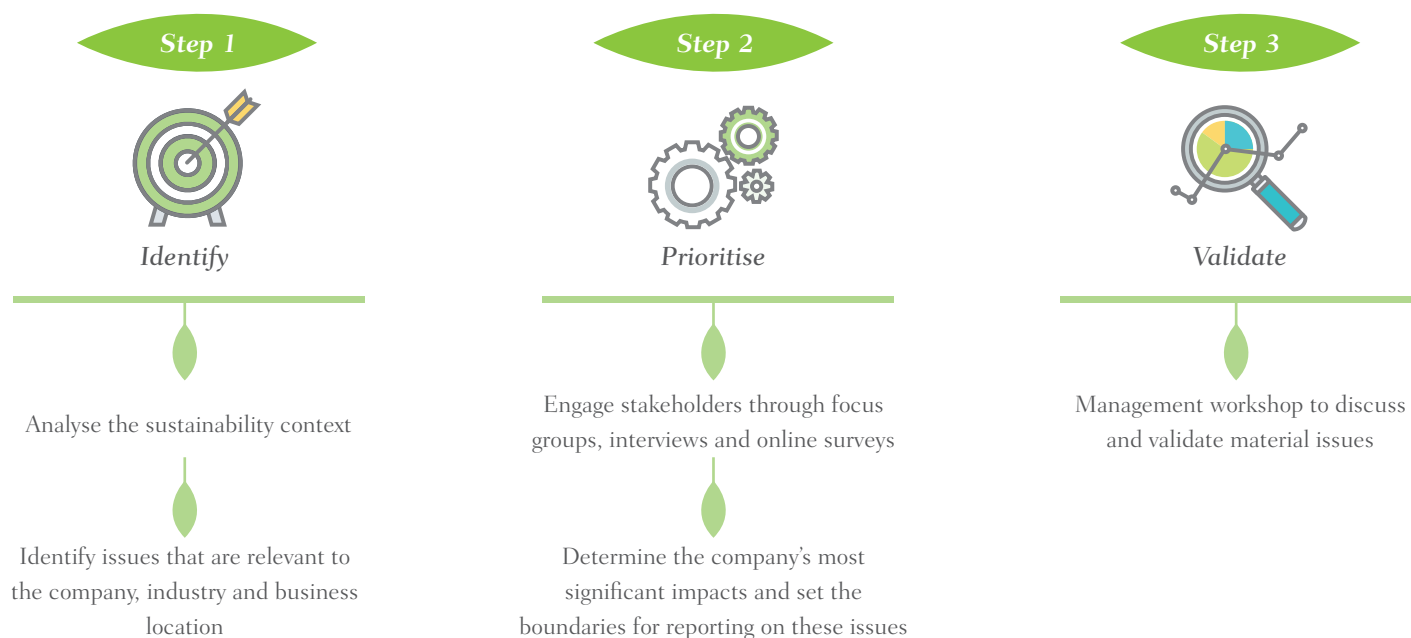 Step 1
Identify
Analyse the sustainability context
Identify issues that are relevant to
the company, industry and business
location
Step 2
Prioritise
Engage stakeholders through focus
groups, interviews and online surveys
Determine the company’s most
significant impacts and set the
boundaries for reporting on these issues
Step 3
Validate
Management workshop to discuss
and validate material issues